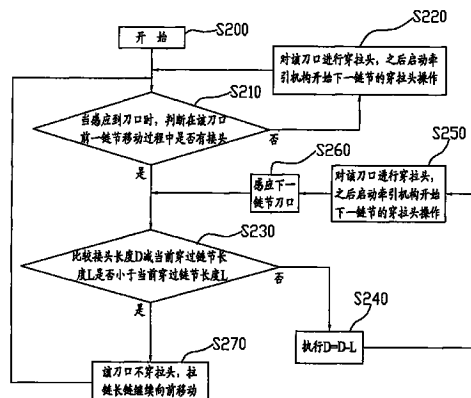 开 始
S200
S220
对该刀口进行穿拉头，之后启动牵
引机构开始下一链节的穿拉头操作
S210
当感应到刀口时，判断在该刀口
前一链节移动过程中是否有接头
否
是
S260
感应下一
链节刀口
S250
对该刀口进行穿拉头，
之后启动牵引机构开始
下一链节的穿拉头操作
S230
比较接头长度D减当前穿过链节长
度L是否小于当前穿过链节长度L
否
是
S240
执行D=D-L
S270
该刀口不穿拉头，拉
链长链继续向前移动